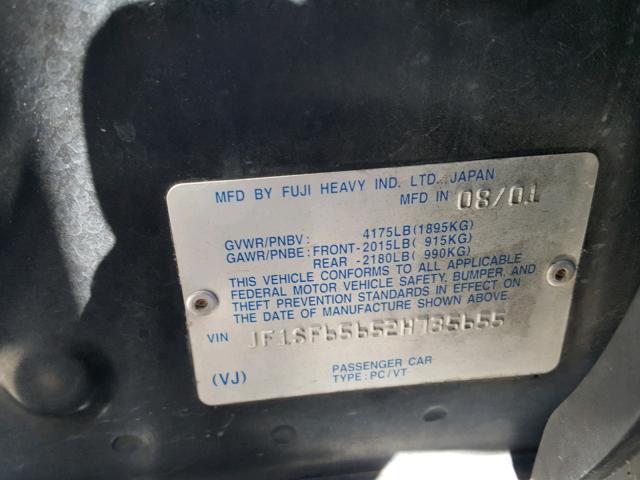 MFD BY FUJI HEAVY IND. LTD. JAPAN
MFD IN 08/01
GVWR/PNBV: 4175LB(1895KG)
GAWR/PNBE: FRONT-2015LB( 915KG)
REAR -2180LB( 990KG)
THIS VEHICLE CONFORMS TO ALL APPLICABLE
FEDERAL MOTOR VEHICLE SAFETY, BUMPER, AND
THEFT PREVENTION STANDARDS IN EFFECT ON
THE DATE OF MANUFACTURE SHOWN ABOVE.
VIN JF1SF65652H735655
(VJ) PASSENGER CAR
TYPE: PC/VT